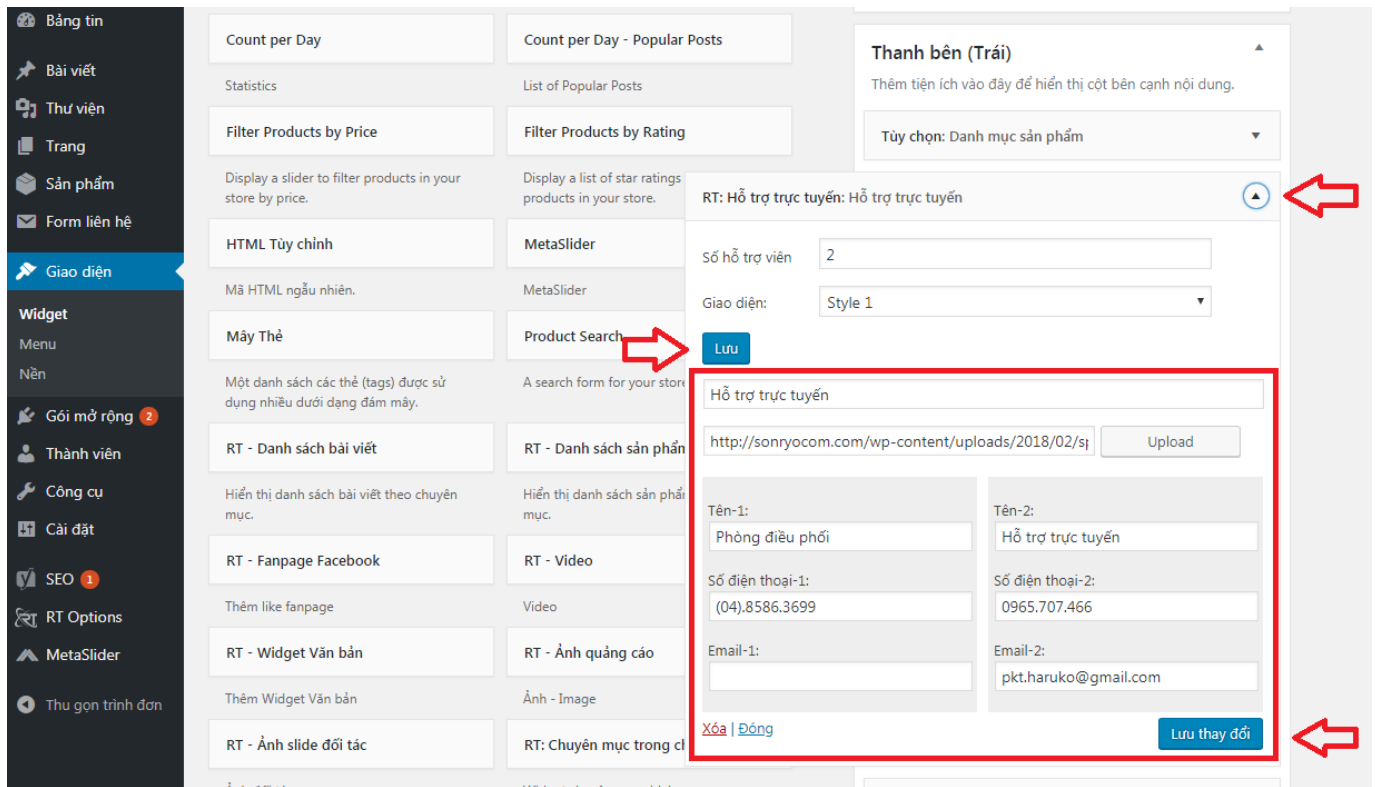 Bảng tin
Bài viết
Thư viện
Trang
Sản phẩm
Form liên hệ
Giao diện
Widget
Menu
Nền
Gói mở rộng 2
Thành viên
Công cụ
Cài đặt
SEO 1
RT Options
MetaSlider
Thu gọn trình đơn
Count per Day
Statistics
Filter Products by Price
Display a slider to filter products in your
store by price.
HTML Tùy chỉnh
Mã HTML ngẫu nhiên.
Mây Thẻ
Một danh sách các thẻ (tags) được sử
dụng nhiều dưới dạng đám mây.
RT - Danh sách bài viết
Hiển thị danh sách bài viết theo chuyên
mục.
RT - Fanpage Facebook
Thêm like fanpage
RT - Widget Văn bản
Thêm Widget Văn bản
RT - Ảnh slide đối tác
Count per Day - Popular Posts
List of Popular Posts
Filter Products by Rating
Display a list of star ratings
products in your store.
MetaSlider
MetaSlider
Product Search
A search form for your store
RT - Danh sách sản phẩm
Hiển thị danh sách sản phẩm
mục.
RT - Video
Video
RT - Ảnh quảng cáo
Ảnh - Image
RT: Chuyên mục trong
Thanh bên (Trái)
Thêm tiện ích vào đây để hiển thị cột bên cạnh nội dung.
Tùy chọn: Danh mục sản phẩm
RT: Hỗ trợ trực tuyến: Hỗ trợ trực tuyến
Số hỗ trợ viên 2
Giao diện: Style 1
Lưu
Hỗ trợ trực tuyến
http://sonryocom.com/wp-content/uploads/2018/02/sp Upload
Tên-1:
Phòng điều phối
Số điện thoại-1:
(04).8586.3699
Email-1:
Tên-2:
Hỗ trợ trực tuyến
Số điện thoại-2:
0965.707.466
Email-2:
pkt.haruko@gmail.com
Xóa | Đóng
Lưu thay đổi